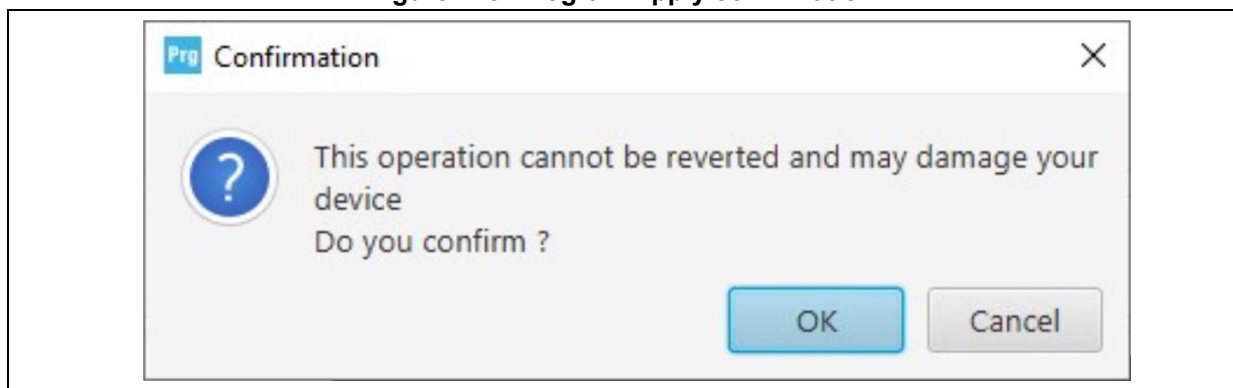 Prg Confirmation
This operation cannot be reverted and may damage your
device
Do you confirm ?
OK Cancel